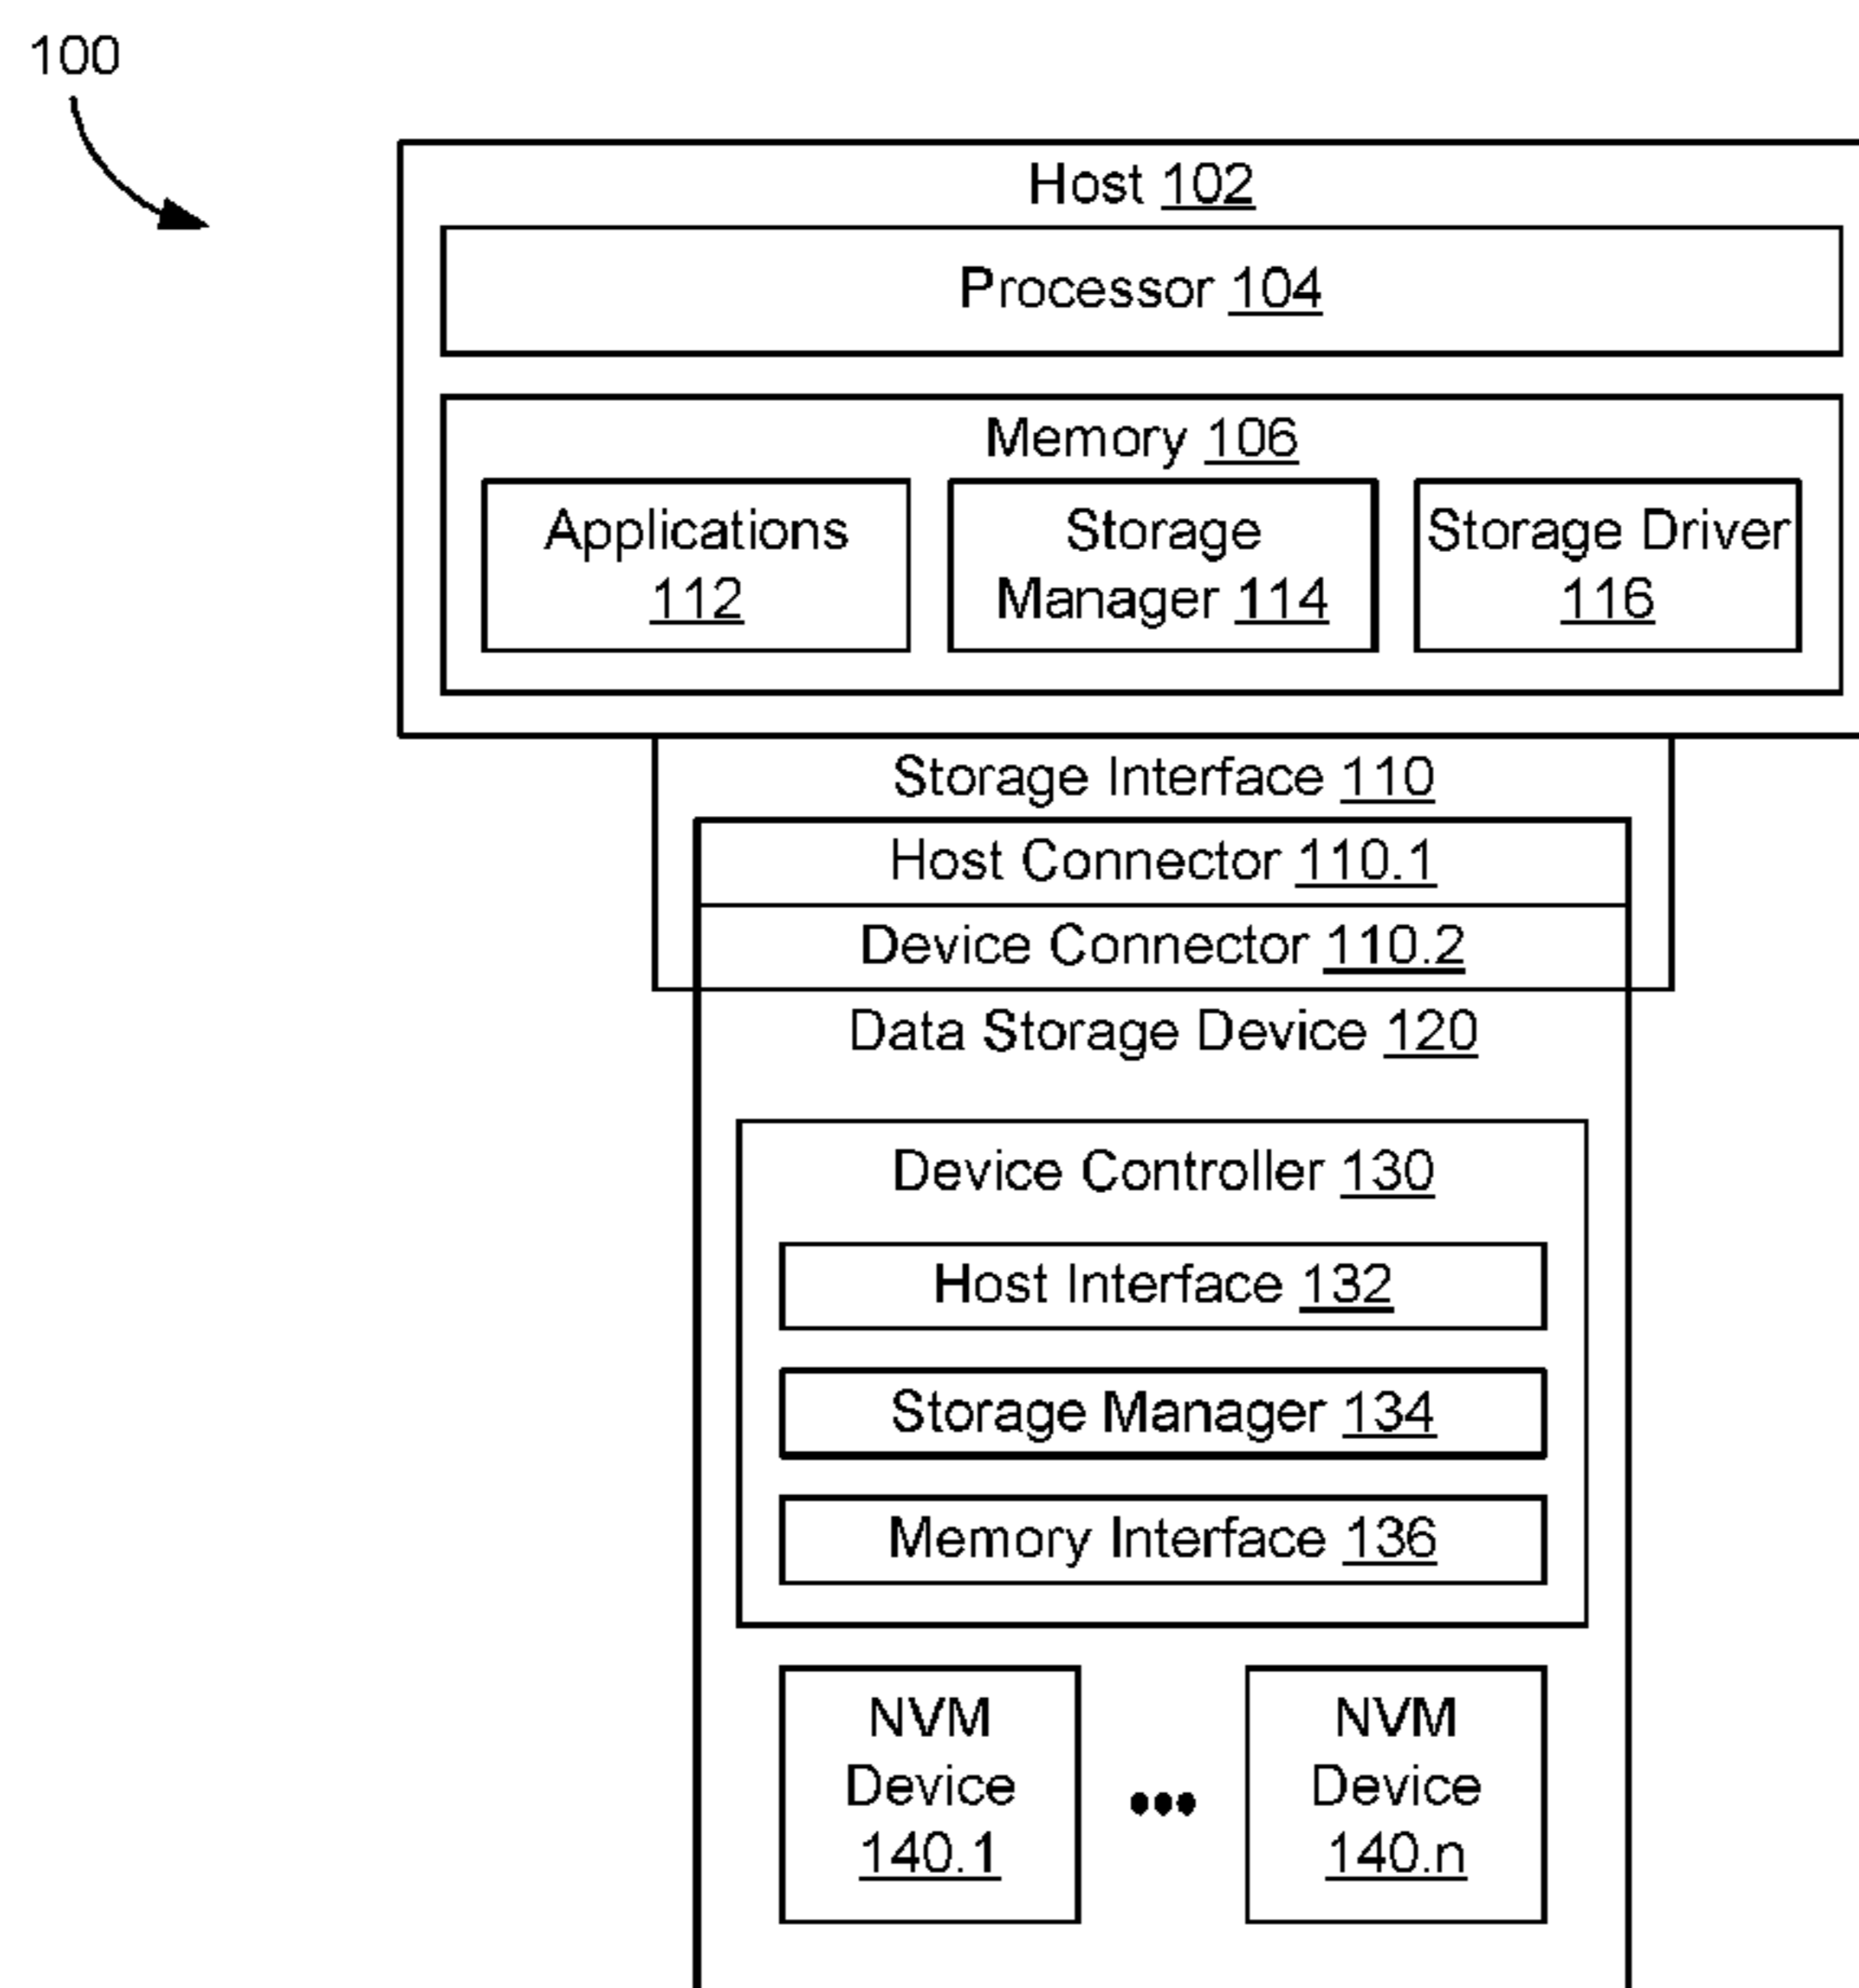 100
Host 102
Processor 104
Memory 106
Applications
112
Storage
Manager 114
Storage Driver
116
Storage Interface 110
Host Connector 110.1
Device Connector 110.2
Data Storage Device 120
Device Controller 130
Host Interface 132
Storage Manager 134
Memory Interface 136
NVM
Device
140.1
NVM
Device
140.n